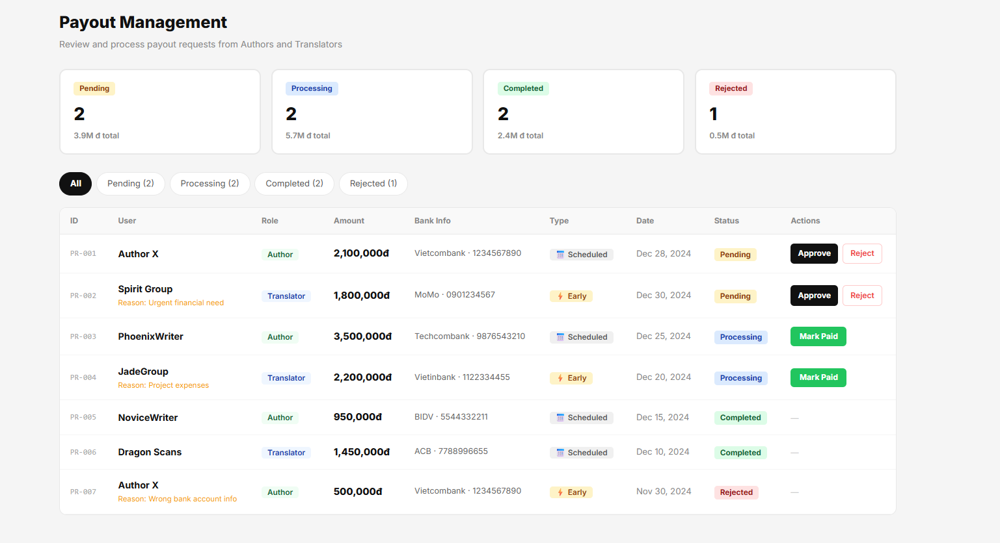 Payout Management
Review and process payout requests from Authors and Translators
Pending
2
3.9M đ total
Processing
2
5.7M đ total
Completed
2
2.4M đ total
Rejected
1
0.5M đ total
All Pending (2) Processing (2) Completed (2) Rejected (1)
ID User Role Amount Bank Info Type Date Status Actions
PR-001 Author X Author 2,100,000đ Vietcombank · 1234567890 Scheduled Dec 28, 2024 Pending Approve Reject
PR-002 Spirit Group Translator 1,800,000đ MoMo · 0901234567 Early Dec 30, 2024 Pending Approve Reject
Reason: Urgent financial need
PR-003 PhoenixWriter Author 3,500,000đ Techcombank · 9876543210 Scheduled Dec 25, 2024 Processing Mark Paid
PR-004 JadeGroup Translator 2,200,000đ Vietinbank · 1122334455 Early Dec 20, 2024 Processing Mark Paid
Reason: Project expenses
PR-005 NoviceWriter Author 950,000đ BIDV · 5544332211 Scheduled Dec 15, 2024 Completed —
PR-006 Dragon Scans Translator 1,450,000đ ACB · 7788996655 Scheduled Dec 10, 2024 Completed —
PR-007 Author X Author 500,000đ Vietcombank · 1234567890 Early Nov 30, 2024 Rejected —
Reason: Wrong bank account info